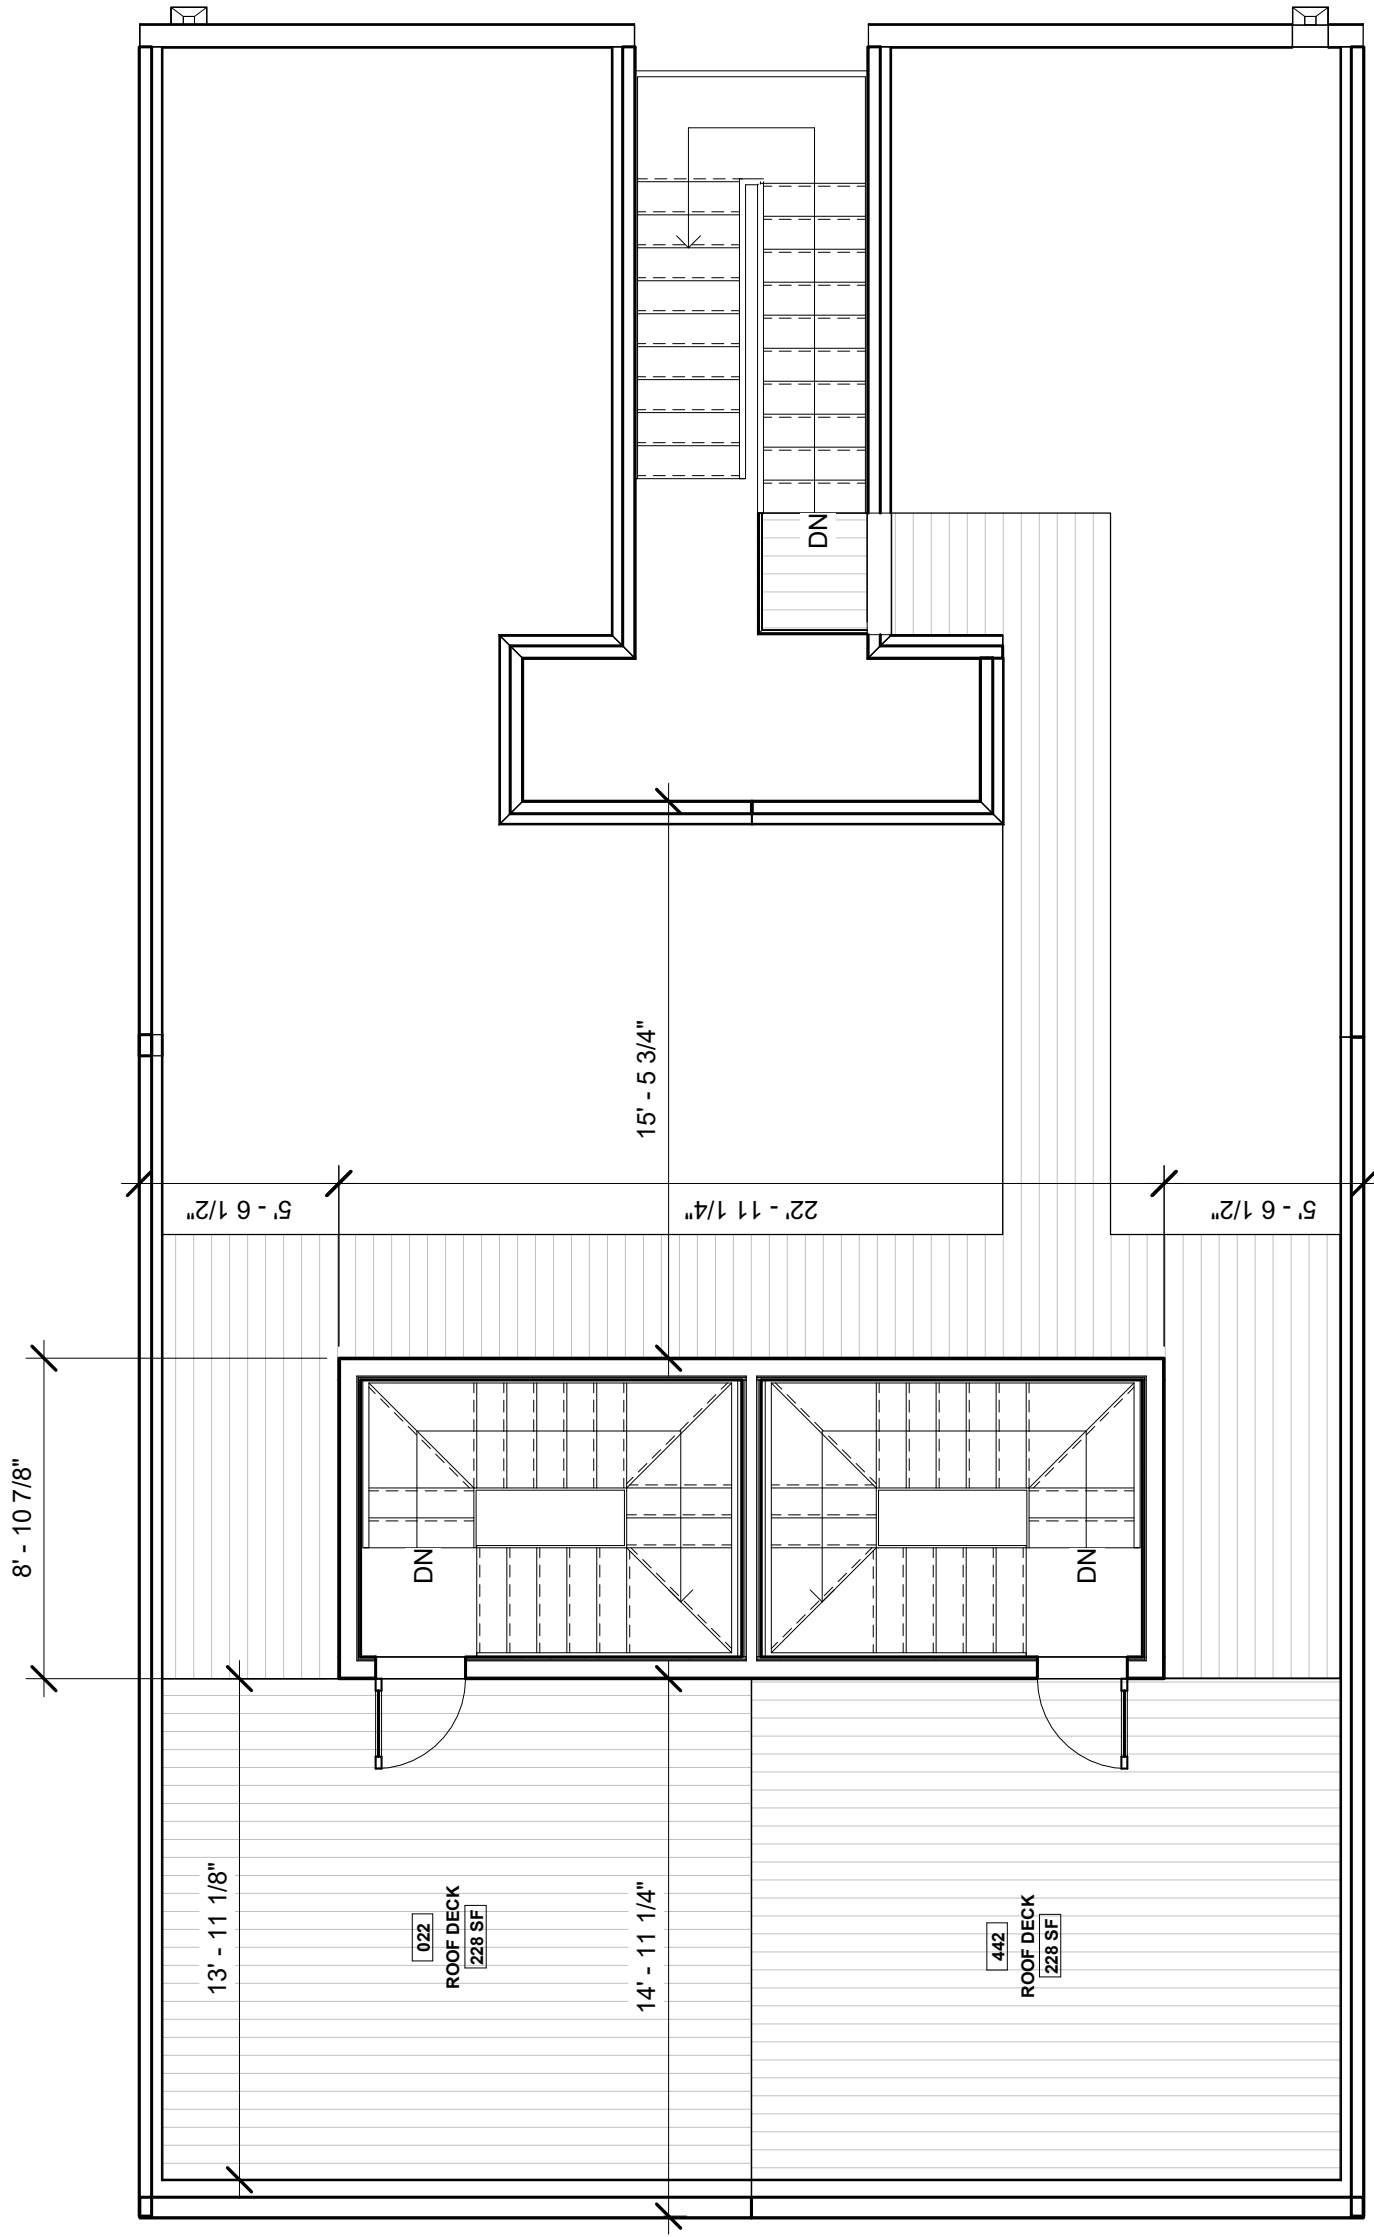 DN
15' - 5 3/4"
5' - 6 1/2"
22' - 11 1/4"
5' - 6 1/2"
8' - 10 7/8"
DN
DN
13' - 11 1/8"
022
ROOF DECK
228 SF
14' - 11 1/4"
442
ROOF DECK
228 SF